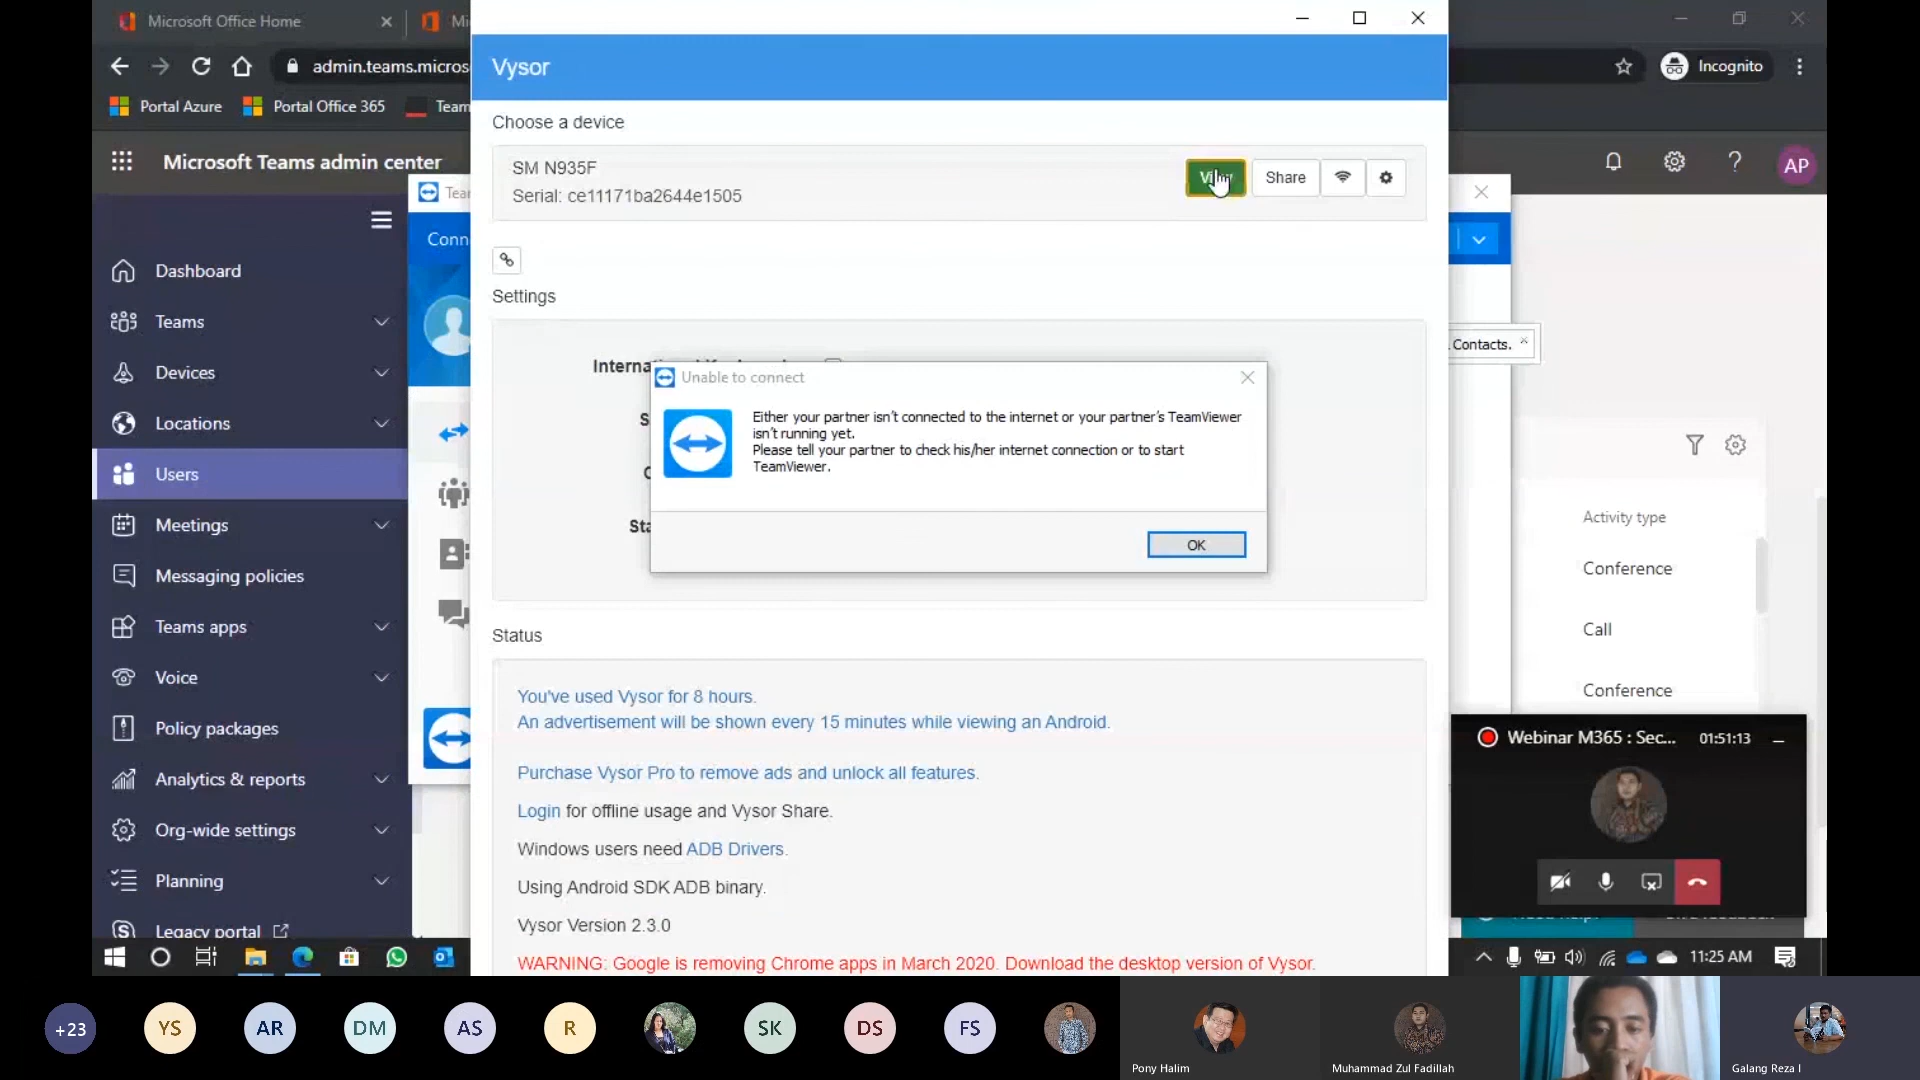 Microsoft Office Home
Mi
admin.teams.micros
Incognito
Portal Azure
Portal Office 365
Team
Microsoft Teams admin center
AP
Dashboard
Teams
Devices
Locations
Users
Meetings
Messaging policies
Teams apps
Voice
Policy packages
Analytics & reports
Org-wide settings
Planning
Legacy portal
Tea
Conn
Vysor
Choose a device
SM N935F
Serial: ce11171ba2644e1505
View
Share
Settings
Interna
S
C
Sta
Unable to connect
Either your partner isn't connected to the internet or your partner's TeamViewer
isn't running yet.
Please tell your partner to check his/her internet connection or to start
TeamViewer.
OK
Status
You've used Vysor for 8 hours.
An advertisement will be shown every 15 minutes while viewing an Android.
Purchase Vysor Pro to remove ads and unlock all features.
Login for offline usage and Vysor Share.
Windows users need ADB Drivers.
Using Android SDK ADB binary.
Vysor Version 2.3.0
WARNING: Google is removing Chrome apps in March 2020. Download the desktop version of Vysor.
Contacts.
Activity type
Conference
Call
Conference
Webinar M365 : Sec...
01:51:13
11:25 AM
+23
YS
AR
DM
AS
R
SK
DS
FS
Pony Halim
Muhammad Zul Fadillah
Galang Reza I